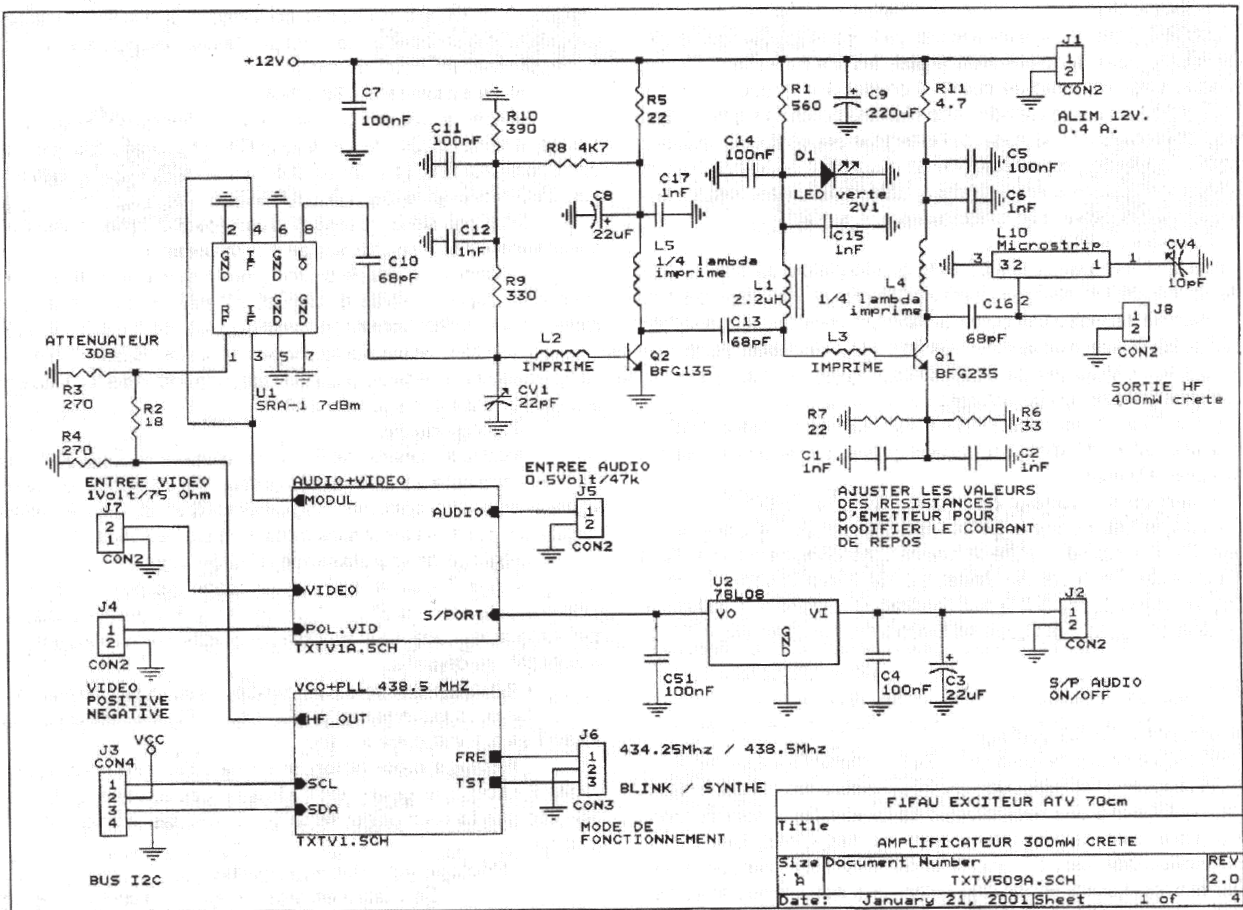 +12V
J1
1
2
CON2
ALIM 12V.
0.4 A.
C7
100nF
C11
100nF
R10
390
R8 4K7
R5
22
R1
560
C9
220uF
R11
4.7
C14
100nF
D1
LED verte
2V1
C5
100nF
C6
1nF
C17
1nF
C8
22uF
C12
1nF
C15
1nF
L10
Microstrip
3
32
1
1
2
CV4
10pF
2 4 6
GND IF LO
RF IF GND GND
1 3 5 7
U1
SRA-1 7dBm
C10
68pF
R9
330
L5
1/4 lambda
imprime
L1
2.2uH
L4
1/4 lambda
imprime
C16
68pF
C13
68pF
J8
1
2
CON2
SORTIE HF
400mW crete
ATTENUATEUR
3DB
R3
270
R2
18
R4
270
L2
IMPRIME
CV1
22pF
Q2
BFG135
L3
IMPRIME
Q1
BFG235
R7
22
R6
33
C1
1nF
C2
1nF
AJUSTER LES VALEURS
DES RESISTANCES
D'EMETTEUR POUR
MODIFIER LE COURANT
DE REPOS
ENTREE VIDEO
1Volt/75 Ohm
J7
2
1
CON2
AUDIO+VIDEO
MODUL
AUDIO
VIDEO
S/PORT
POL.VID
TXTV1A.SCH
ENTREE AUDIO
0.5Volt/47k
J5
1
2
CON2
J4
1
2
CON2
VIDEO
POSITIVE
NEGATIVE
U2
78L08
VO VI
GND
C51
100nF
C4
100nF
C3
22uF
J2
1
2
CON2
S/P AUDIO
ON/OFF
VCO+PLL 438.5 MHZ
HF_OUT
FRE
TST
SCL
SDA
TXTV1.SCH
VCC
J3
CON4
1
2
3
4
BUS I2C
J6
1
2
3
CON3
434.25Mhz / 438.5Mhz
BLINK / SYNTHE
MODE DE
FONCTIONNEMENT
F1FAU EXCITEUR ATV 70cm
Title
AMPLIFICATEUR 300mW CRETE
Size Document Number REV
A TXTV509A.SCH 2.0
Date: January 21, 2001 Sheet 1 of 4